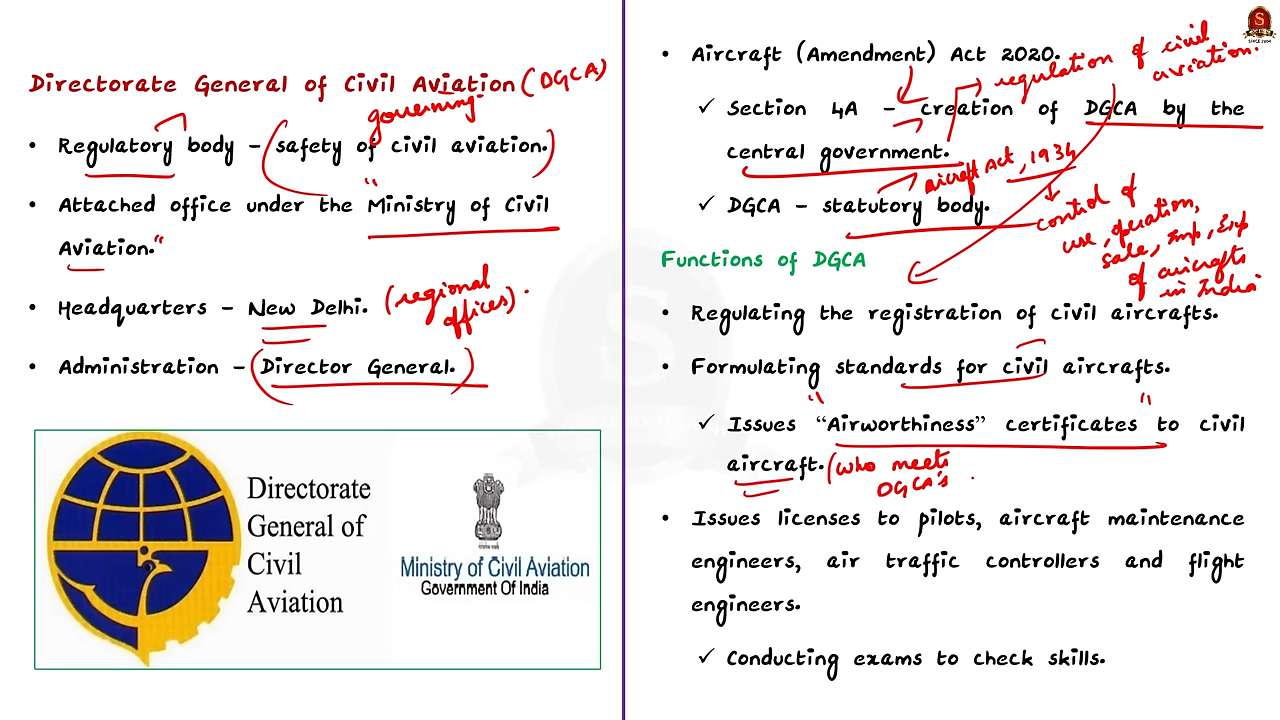 Directorate General of Civil Aviation (DGCA)
governing
• Regulatory body - (safety of civil aviation.)
• Attached office under the "Ministry of Civil
Aviation."
• Headquarters - New Delhi. (regional
offices).
• Administration - (Director General.)
Directorate
General of
Civil
Aviation
Ministry of Civil Aviation
Government Of India
• Aircraft (Amendment) Act 2020.
regulation of civil
aviation.
✓ Section 4A - creation of DGCA by the
central government.
aircraft Act, 1934
✓ DGCA - statutory body.
control of
use, operation,
sale, Imp, Exp
of aircrafts
in India
Functions of DGCA
• Regulating the registration of civil aircrafts.
• Formulating standards for civil aircrafts.
✓ Issues "Airworthiness" certificates to civil
aircraft. (who meets
DGCA's
• Issues licenses to pilots, aircraft maintenance
engineers, air traffic controllers and flight
engineers.
✓ Conducting exams to check skills.